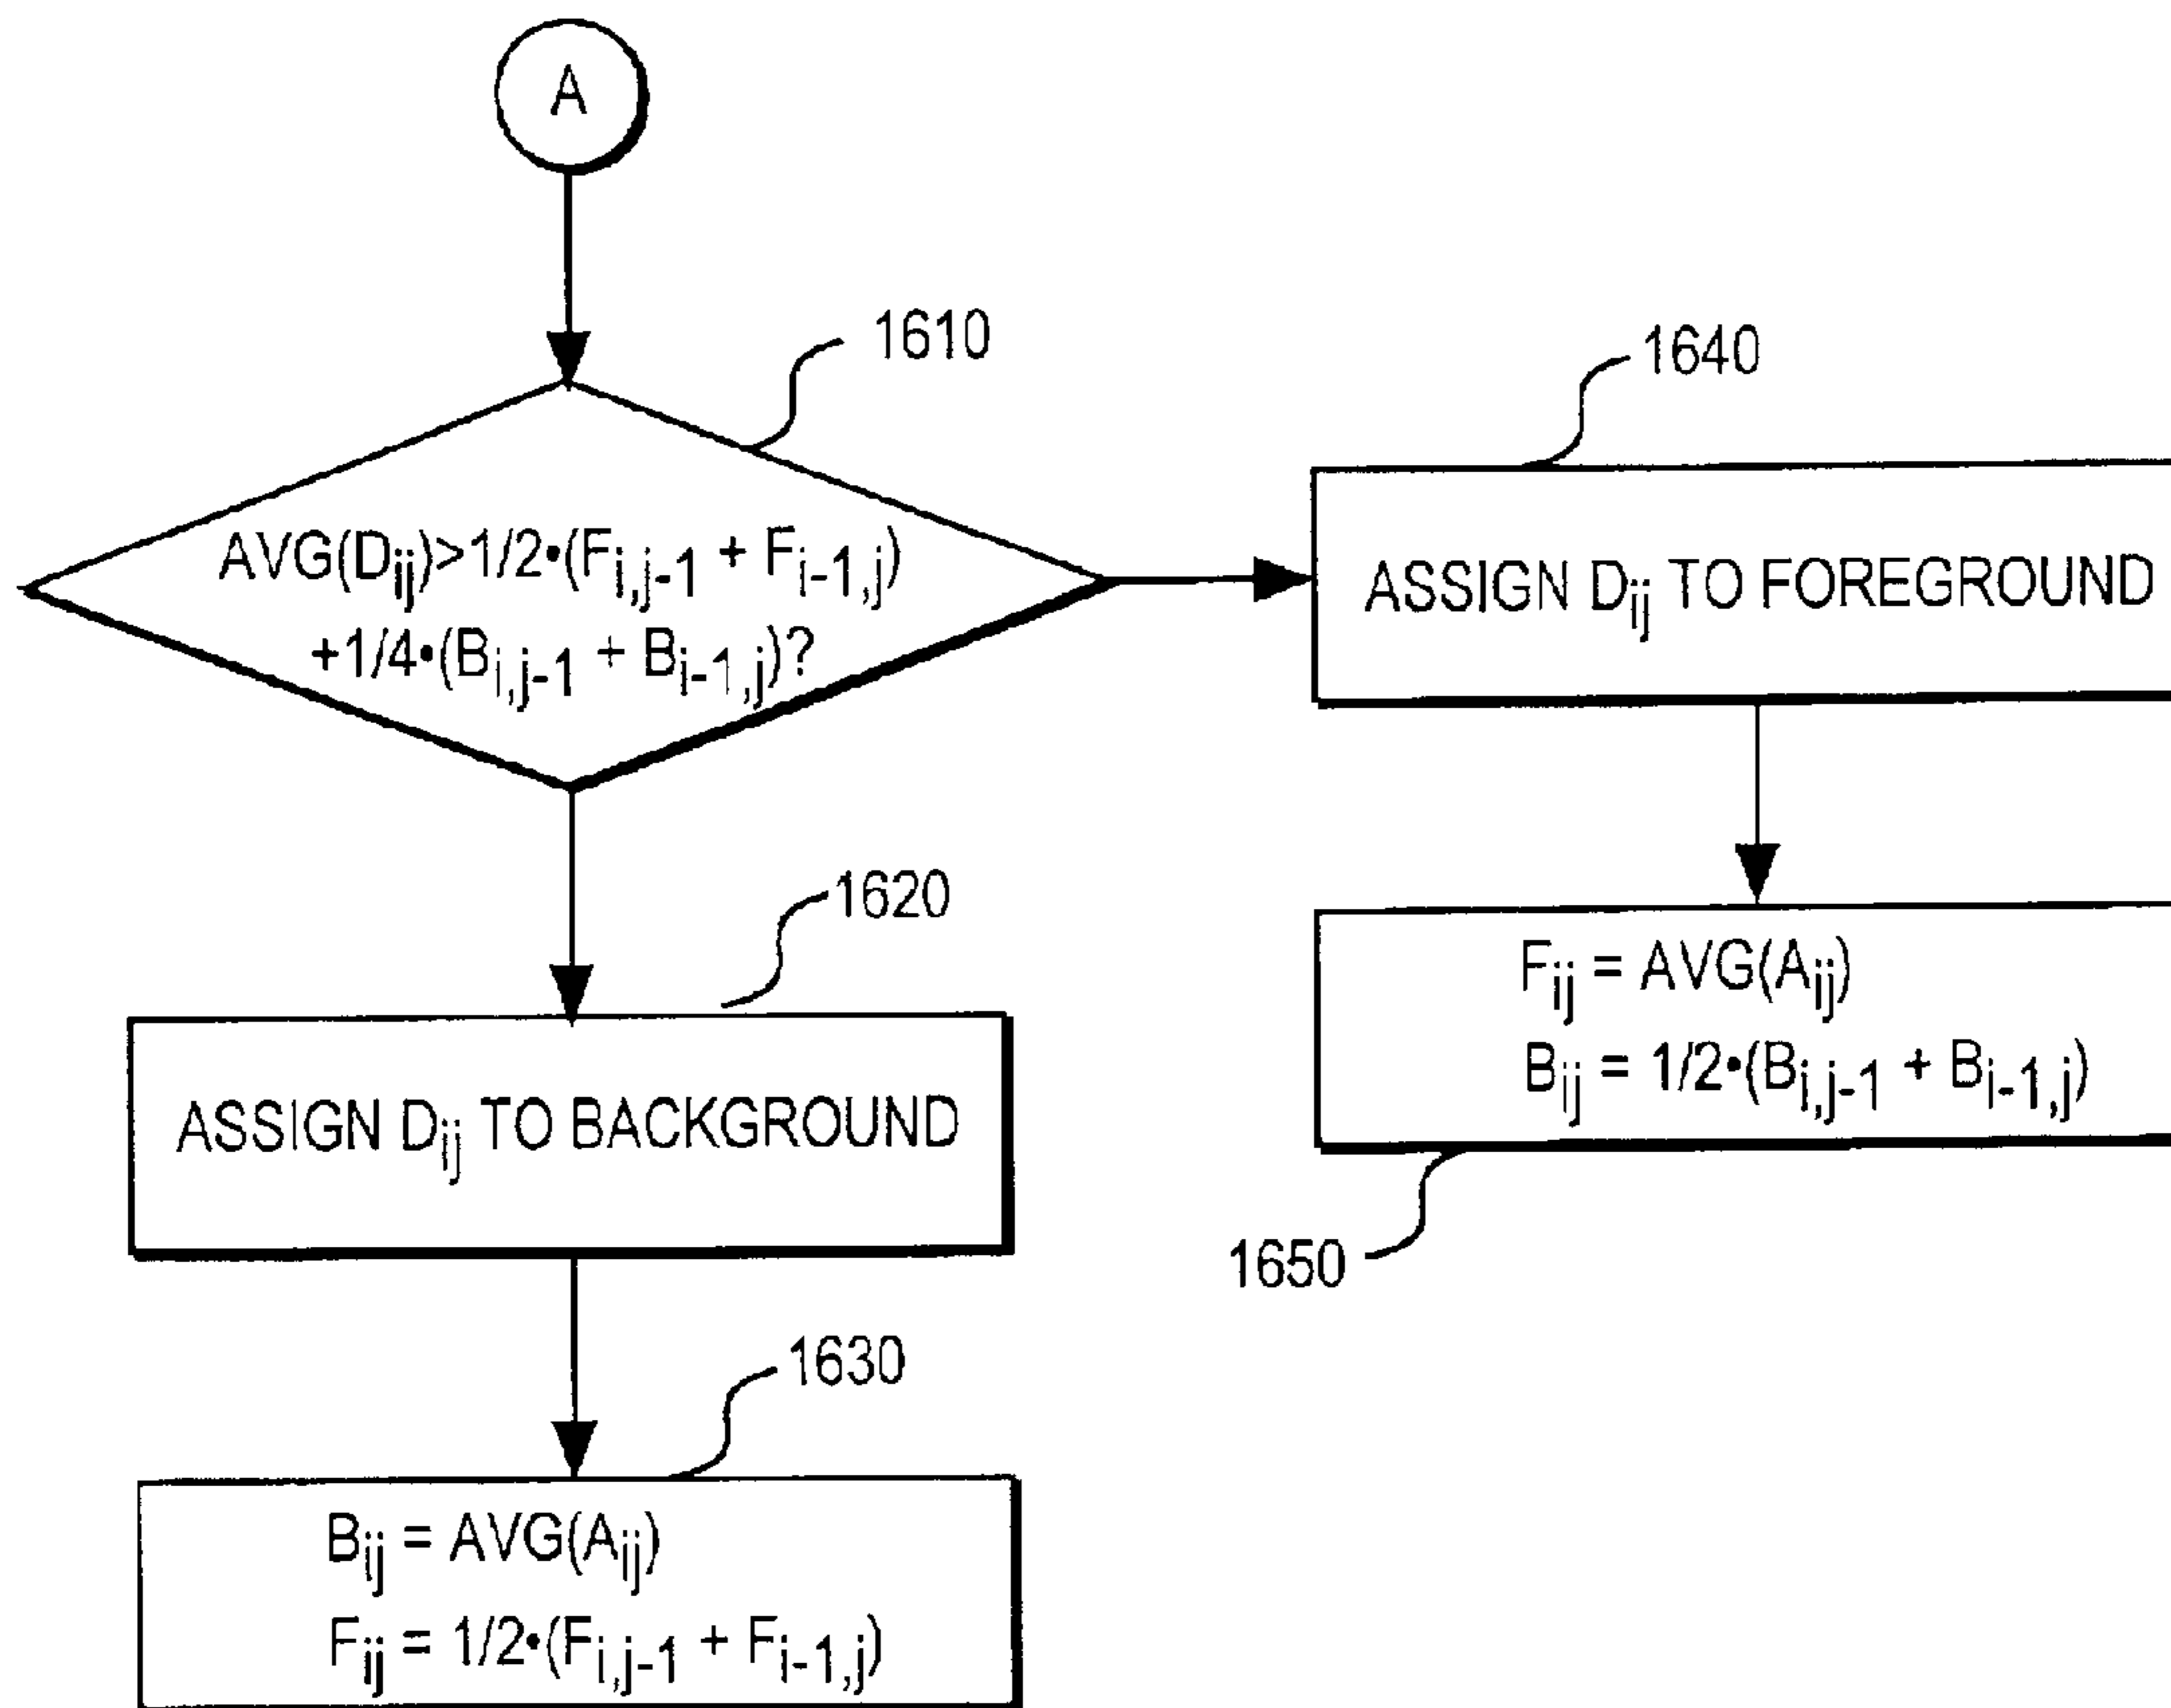 A
1610
AVG(Dij)>1/2•(Fi,j-1 + Fi-1,j)
+1/4•(Bi,j-1 + Bi-1,j)?
1640
ASSIGN Dij TO FOREGROUND
1620
ASSIGN Dij TO BACKGROUND
Fij = AVG(Aij)
Bij = 1/2•(Bi,j-1 + Bi-1,j)
1650
1630
Bij = AVG(Aij)
Fij = 1/2•(Fi,j-1 + Fi-1,j)